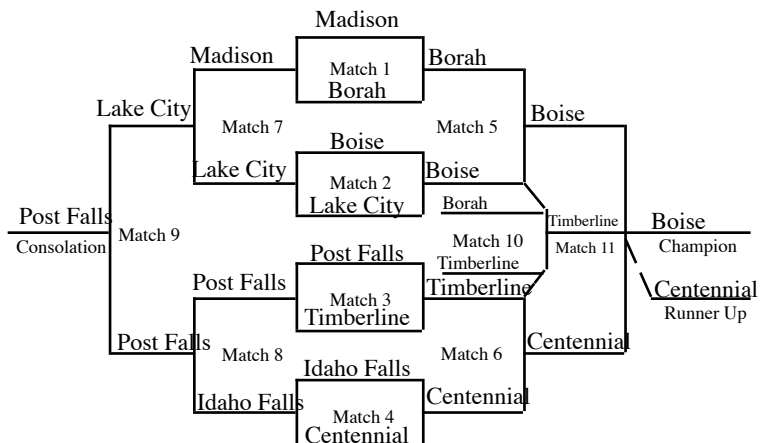 Madison
Madison
Match 1
Borah
Borah
Lake City
Match 7
Match 5
Boise
Boise
Lake City
Match 2
Boise
Lake City
Borah
Post Falls
Consolation
Match 9
Match 10
Timberline
Match 11
Boise
Champion
Post Falls
Timberline
Post Falls
Match 3
Timberline
Timberline
Centennial
Runner Up
Post Falls
Match 8
Match 6
Centennial
Idaho Falls
Idaho Falls
Match 4
Centennial
Centennial